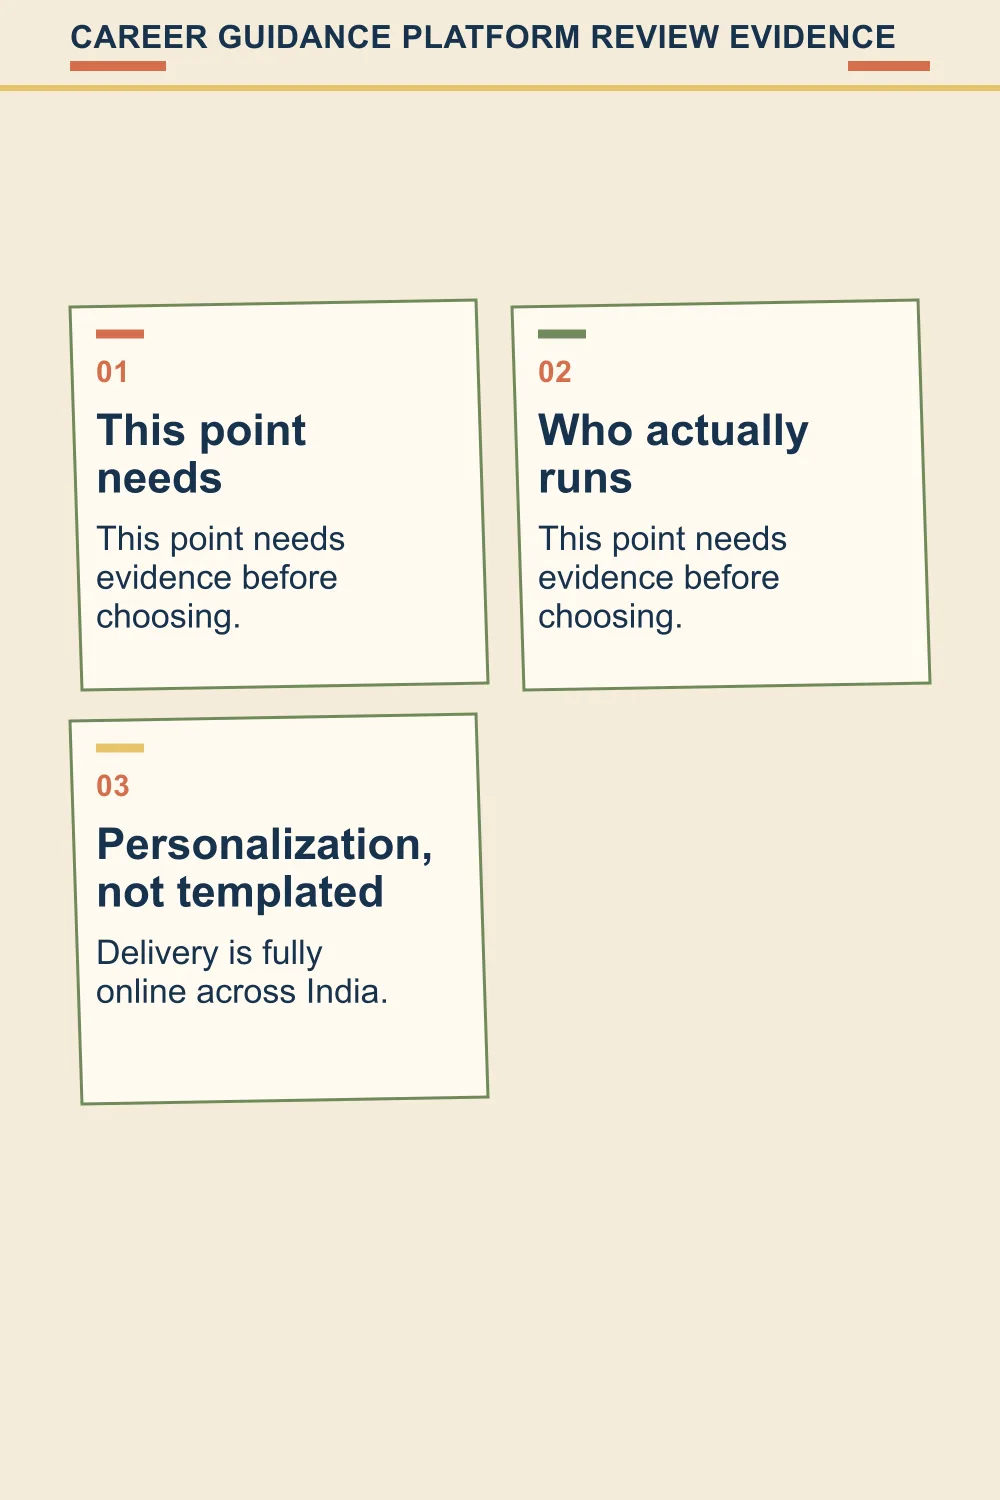 CAREER GUIDANCE PLATFORM REVIEW EVIDENCE
01
This point
needs
This point needs
evidence before
choosing.
02
Who actually
runs
This point needs
evidence before
choosing.
03
Personalization,
not templated
Delivery is fully
online across India.